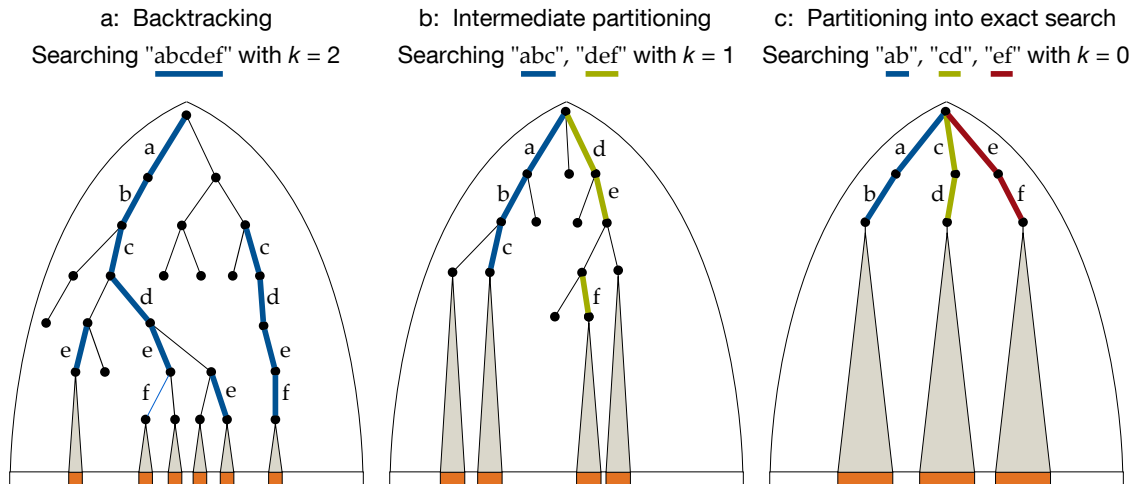 a: Backtracking
Searching "abcdef" with k = 2
a
b
c
c
d
d
e
e
e
f
e
f
b: Intermediate partitioning
Searching "abc", "def" with k = 1
a
d
b
e
c
f
c: Partitioning into exact search
Searching "ab", "cd", "ef" with k = 0
a
c
e
b
d
f